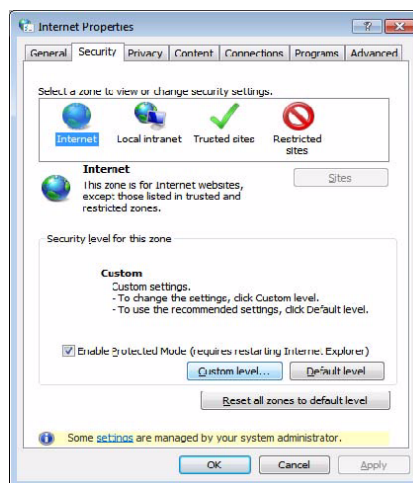 Internet Properties
General Security Privacy Content Connections Programs Advanced
Select a zone to view or change security settings.
Internet Local intranet Trusted sites Restricted sites
Internet
This zone is for Internet websites,
except those listed in trusted and
restricted zones.
Sites
Security level for this zone
Custom
Custom settings.
- To change the settings, click Custom level.
- To use the recommended settings, click Default level.
Enable Protected Mode (requires restarting Internet Explorer)
Custom level... Default level
Reset all zones to default level
Some settings are managed by your system administrator.
OK Cancel Apply